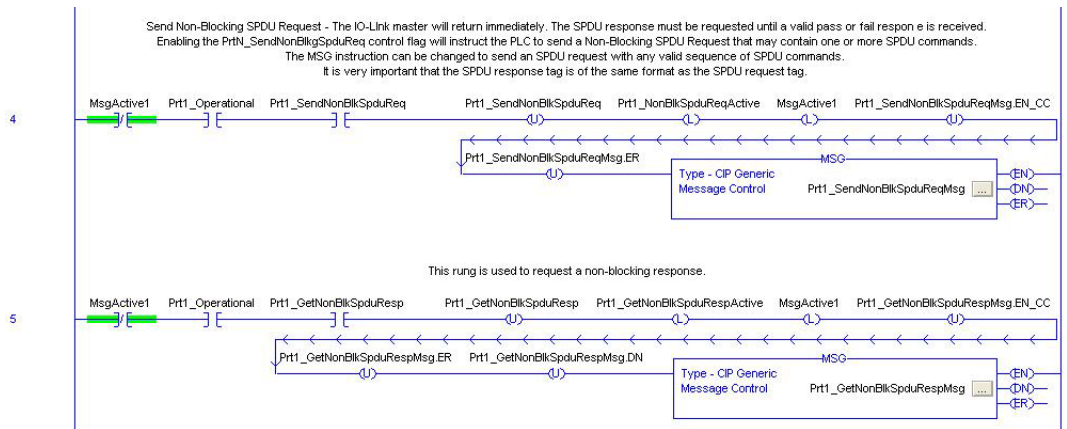 Send Non-Blocking SPDU Request - The IO-LInk master will return immediately. The SPDU response must be requested until a valid pass or fail respon e is received.
Enabling the PrtN_SendNonBlkgSpduReq control flag will instruct the PLC to send a Non-Blocking SPDU Request that may contain one or more SPDU commands.
The MSG instruction can be changed to send an SPDU request with any valid sequence of SPDU commands.
It is very important that the SPDU response tag is of the same format as the SPDU request tag.
MsgActive1 Prt1_Operational Prt1_SendNonBlkSpduReq Prt1_SendNonBlkSpduReq Prt1_NonBlkSpduReqActive MsgActive1 Prt1_SendNonBlkSpduReqMsg.EN_CC
4 / U L L U
Prt1_SendNonBlkSpduReqMsg.ER MSG
U Type - CIP Generic EN
Message Control Prt1_SendNonBlkSpduReqMsg ... DN
ER
This rung is used to request a non-blocking response.
MsgActive1 Prt1_Operational Prt1_GetNonBlkSpduResp Prt1_GetNonBlkSpduResp Prt1_GetNonBlkSpduRespActive MsgActive1 Prt1_GetNonBlkSpduRespMsg.EN_CC
5 / U L L U
Prt1_GetNonBlkSpduRespMsg.ER Prt1_GetNonBlkSpduRespMsg.DN MSG
U U Type - CIP Generic EN
Message Control Prt1_GetNonBlkSpduRespMsg ... DN
ER